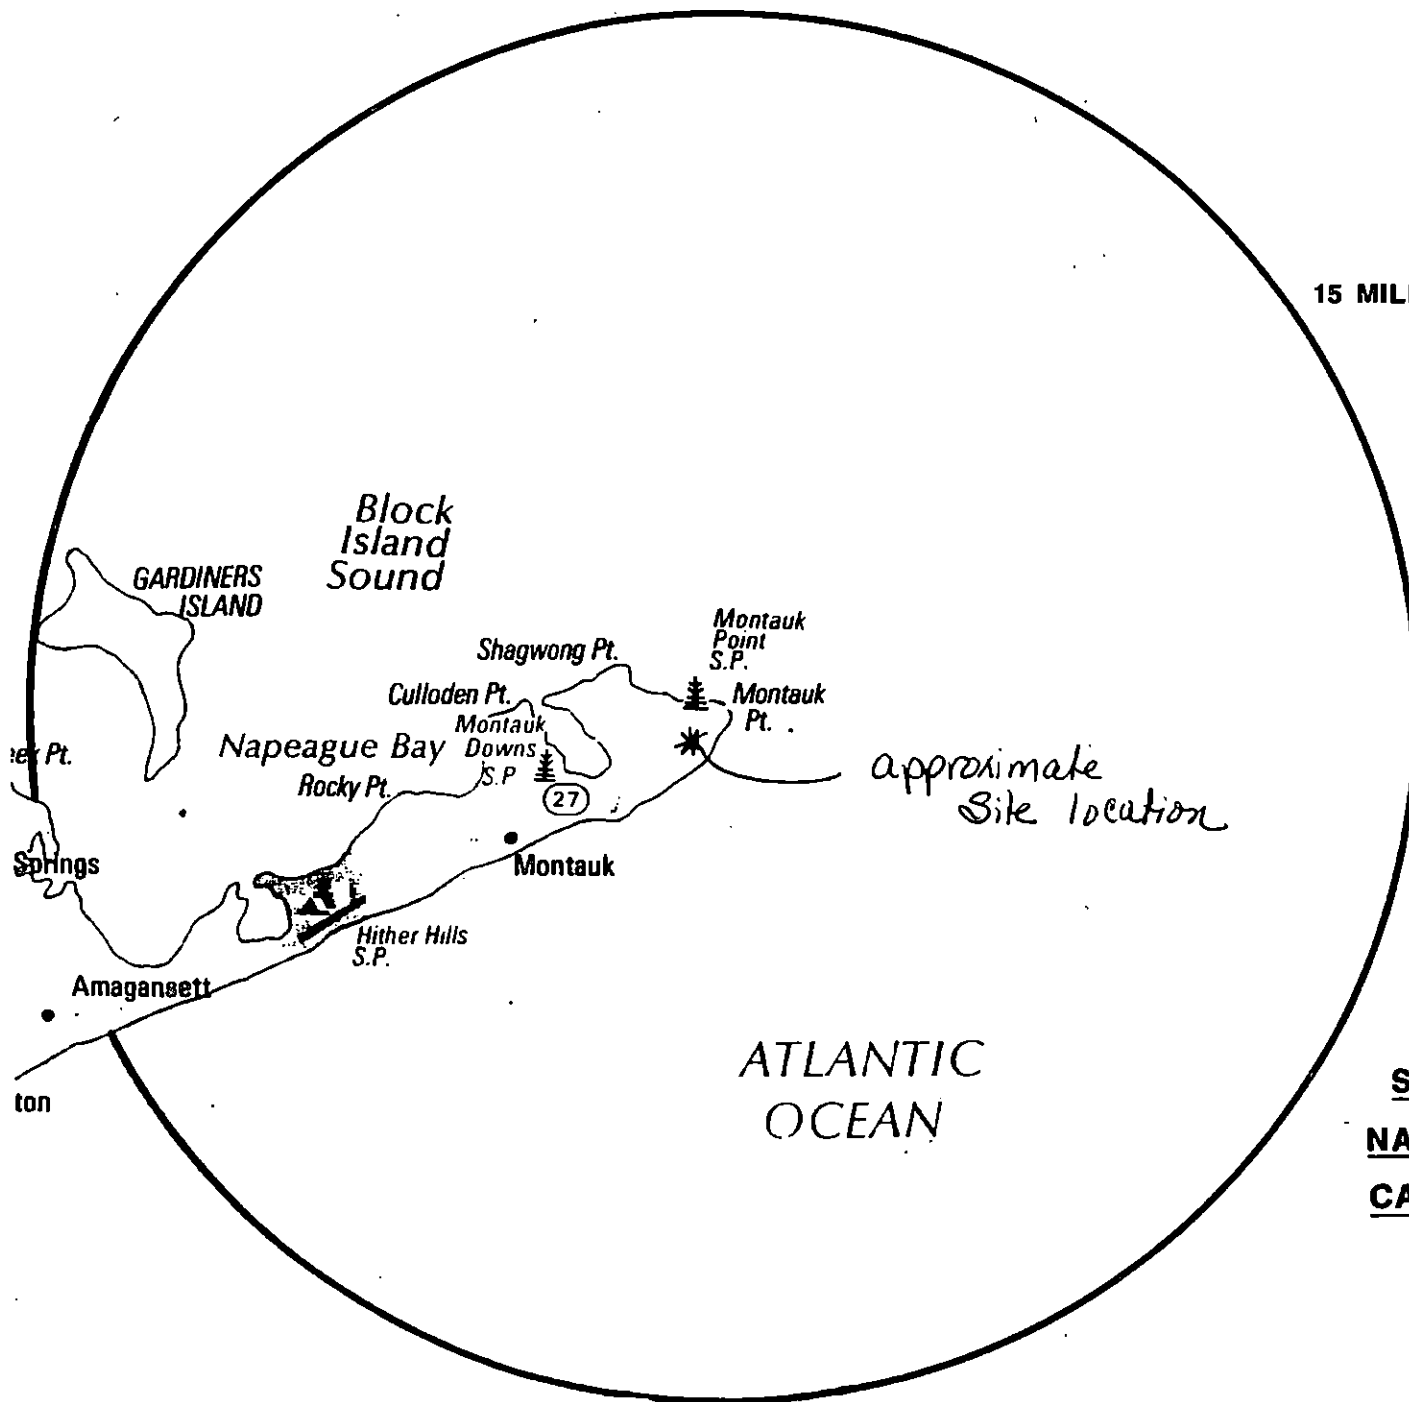 15 MIL
Block
Island
Sound
GARDINERS
ISLAND
Montauk
Point
S.P.
Shagwong Pt.
Culloden Pt.
Montauk
Pt.
Montauk
Downs
S.P
Napeague Bay
Rocky Pt.
27
approximate
Site location
Pt.
Springs
Montauk
Hither Hills
S.P.
Amagansett
ATLANTIC
OCEAN
ton
S
NA
CA